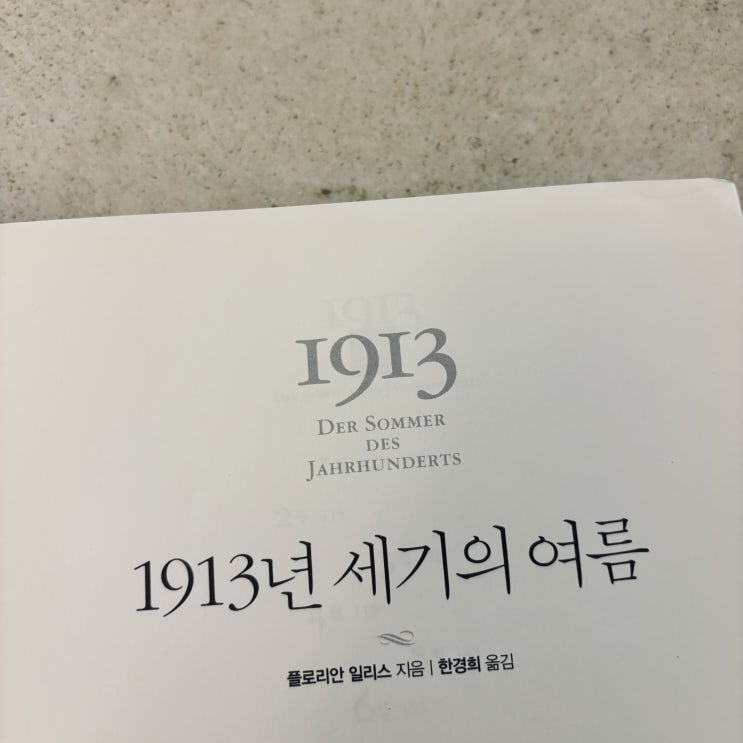 1913
DER SOMMER
DES
JAHRHUNDERTS
1913년 세기의 여름
플로리안 일리스 지음 | 한경희 옮김